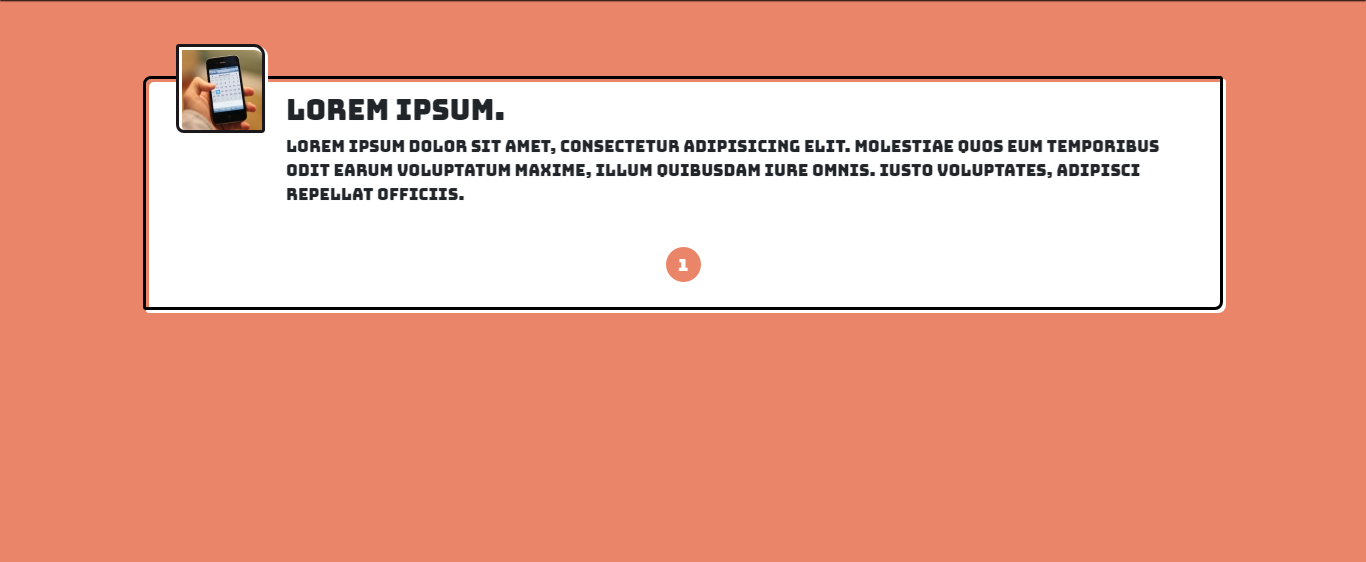 LOREM IPSUM.
LOREM IPSUM DOLOR SIT AMET, CONSECTETUR ADIPISICING ELIT. MOLESTIAE QUOS EUM TEMPORIBUS
ODIT EARUM VOLUPTATUM MAXIME, ILLUM QUIBUSDAM IURE OMNIS. IUSTO VOLUPTATES, ADIPISCI
REPELLAT OFFICIIS.
1